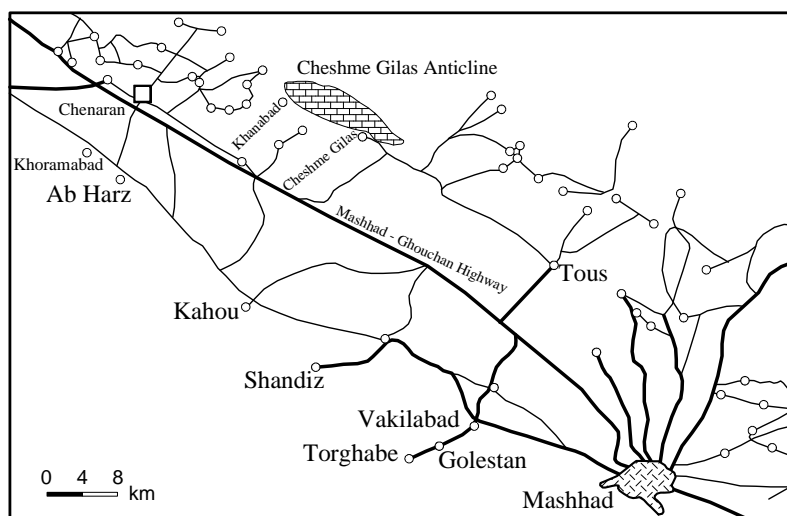 Cheshme Gilas Anticline
Chenaran
Khanabad
Cheshme Gilas
Khoramabad
Ab Harz
Mashhad - Ghouchan Highway
Tous
Kahou
Shandiz
Vakilabad
Torghabe
Golestan
Mashhad
0 4 8
km